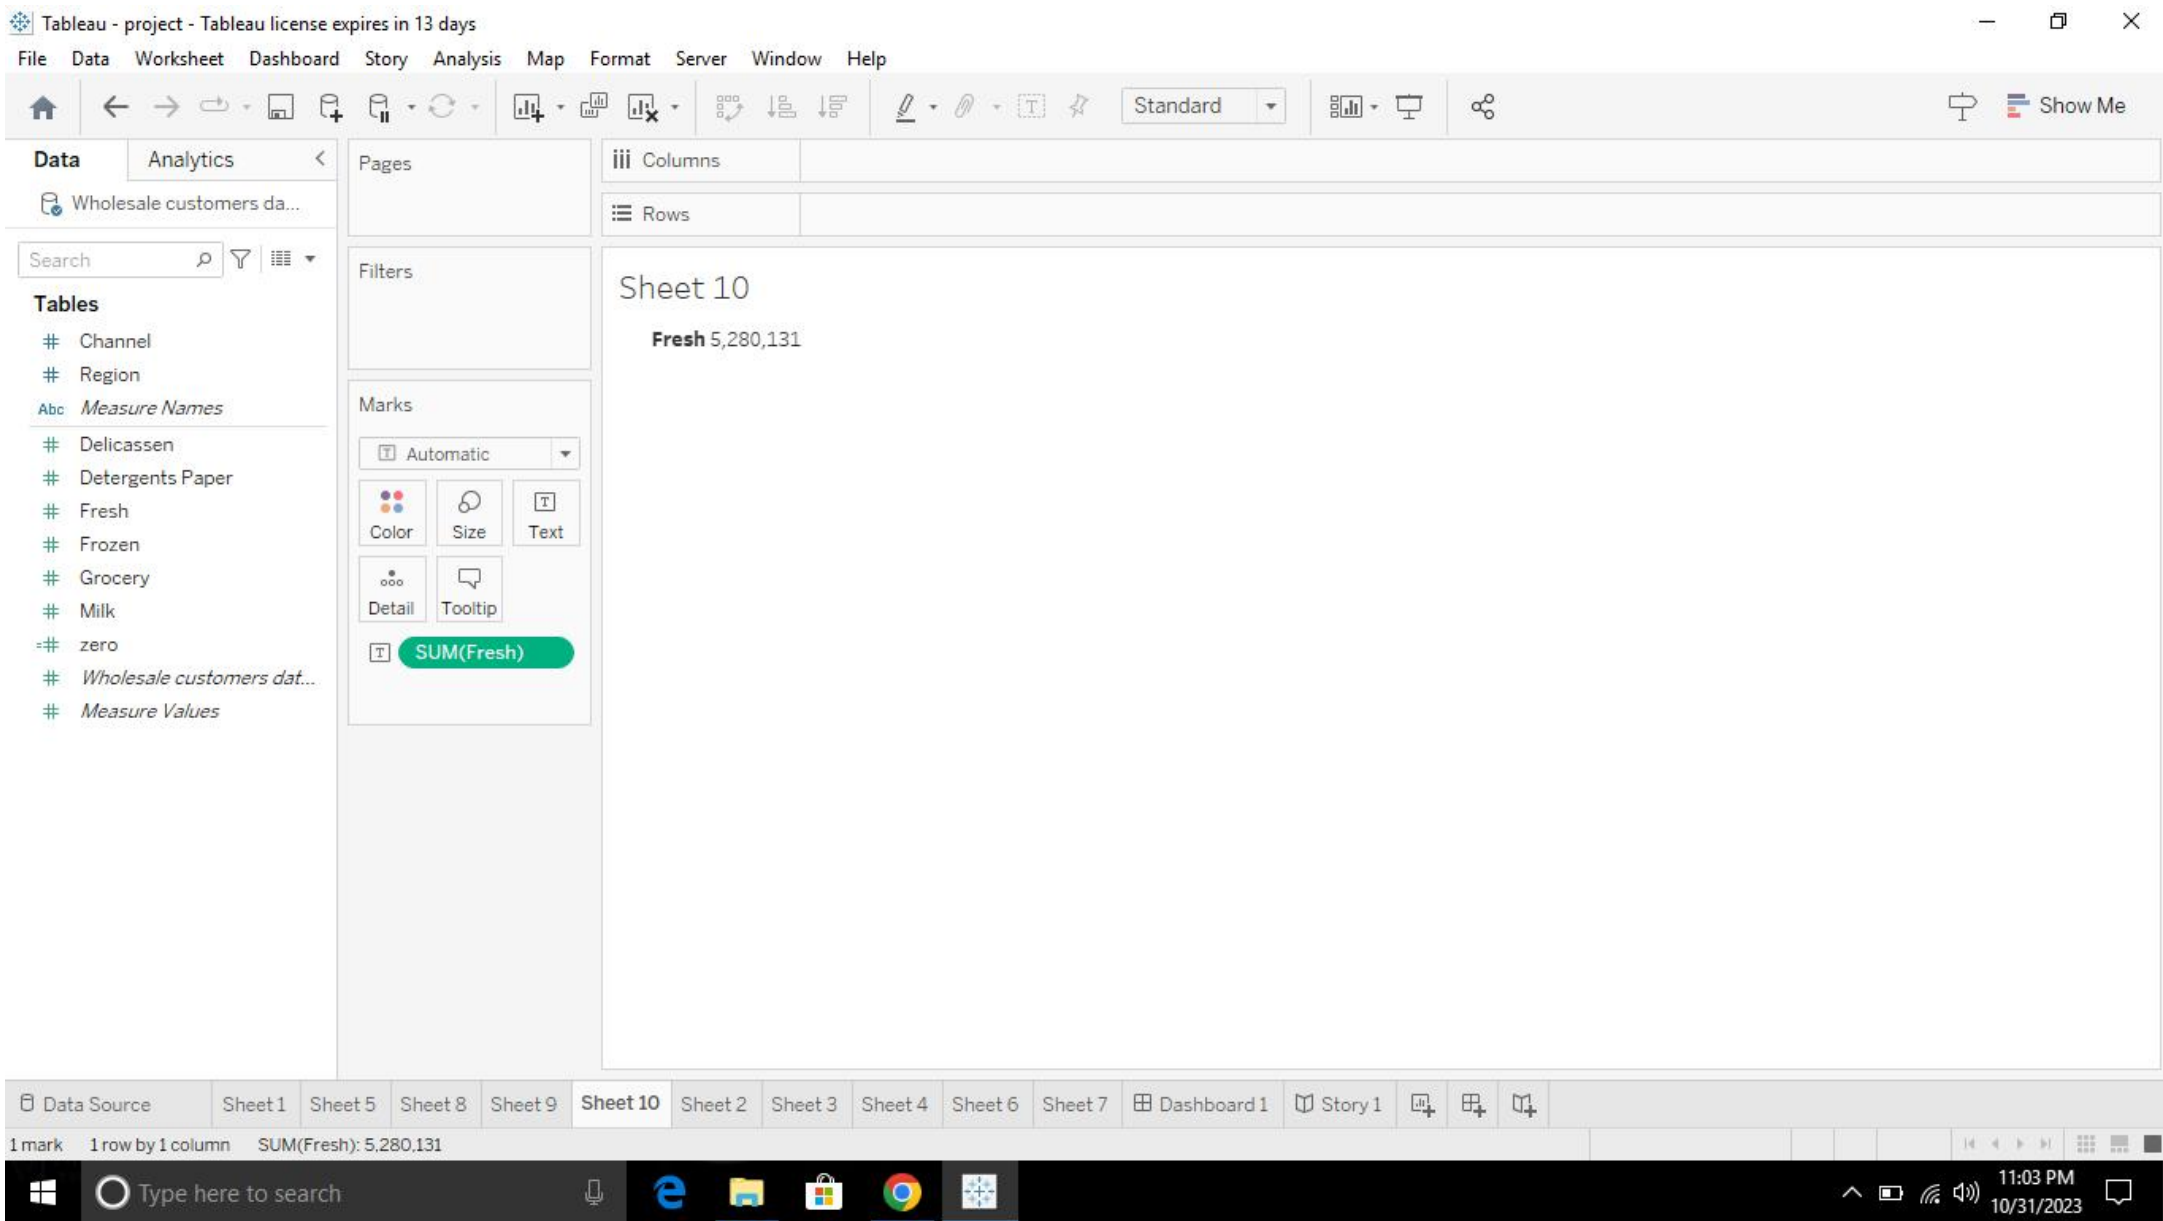 Tableau - project - Tableau license expires in 13 days
File Data Worksheet Dashboard Story Analysis Map Format Server Window Help
Standard
Show Me
Data Analytics
Wholesale customers da...
Search
Tables
Channel
Region
Abc Measure Names
Delicassen
Detergents Paper
Fresh
Frozen
Grocery
Milk
zero
Wholesale customers dat...
Measure Values
Pages
Filters
Marks
Automatic
Color Size Text
Detail Tooltip
SUM(Fresh)
Columns
Rows
Sheet 10
Fresh 5,280,131
Data Source Sheet 1 Sheet 5 Sheet 8 Sheet 9 Sheet 10 Sheet 2 Sheet 3 Sheet 4 Sheet 6 Sheet 7 Dashboard 1 Story 1
1 mark 1 row by 1 column SUM(Fresh): 5,280,131
Type here to search
11:03 PM
10/31/2023